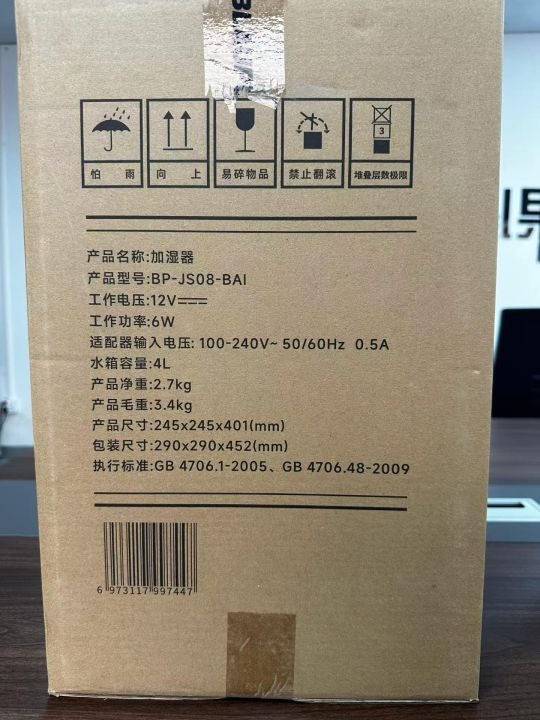 3
怕雨
向上
易碎物品
禁止翻滚
堆叠层数极限
产品名称:加湿器
产品型号:BP-JS08-BAI
工作电压:12V
工作功率:6W
适配器输入电压: 100-240V~ 50/60Hz 0.5A
水箱容量:4L
产品净重:2.7kg
产品毛重:3.4kg
产品尺寸:245x245x401(mm)
包装尺寸:290x290x452(mm)
执行标准:GB 4706.1-2005、GB 4706.48-2009
6 973117 997447